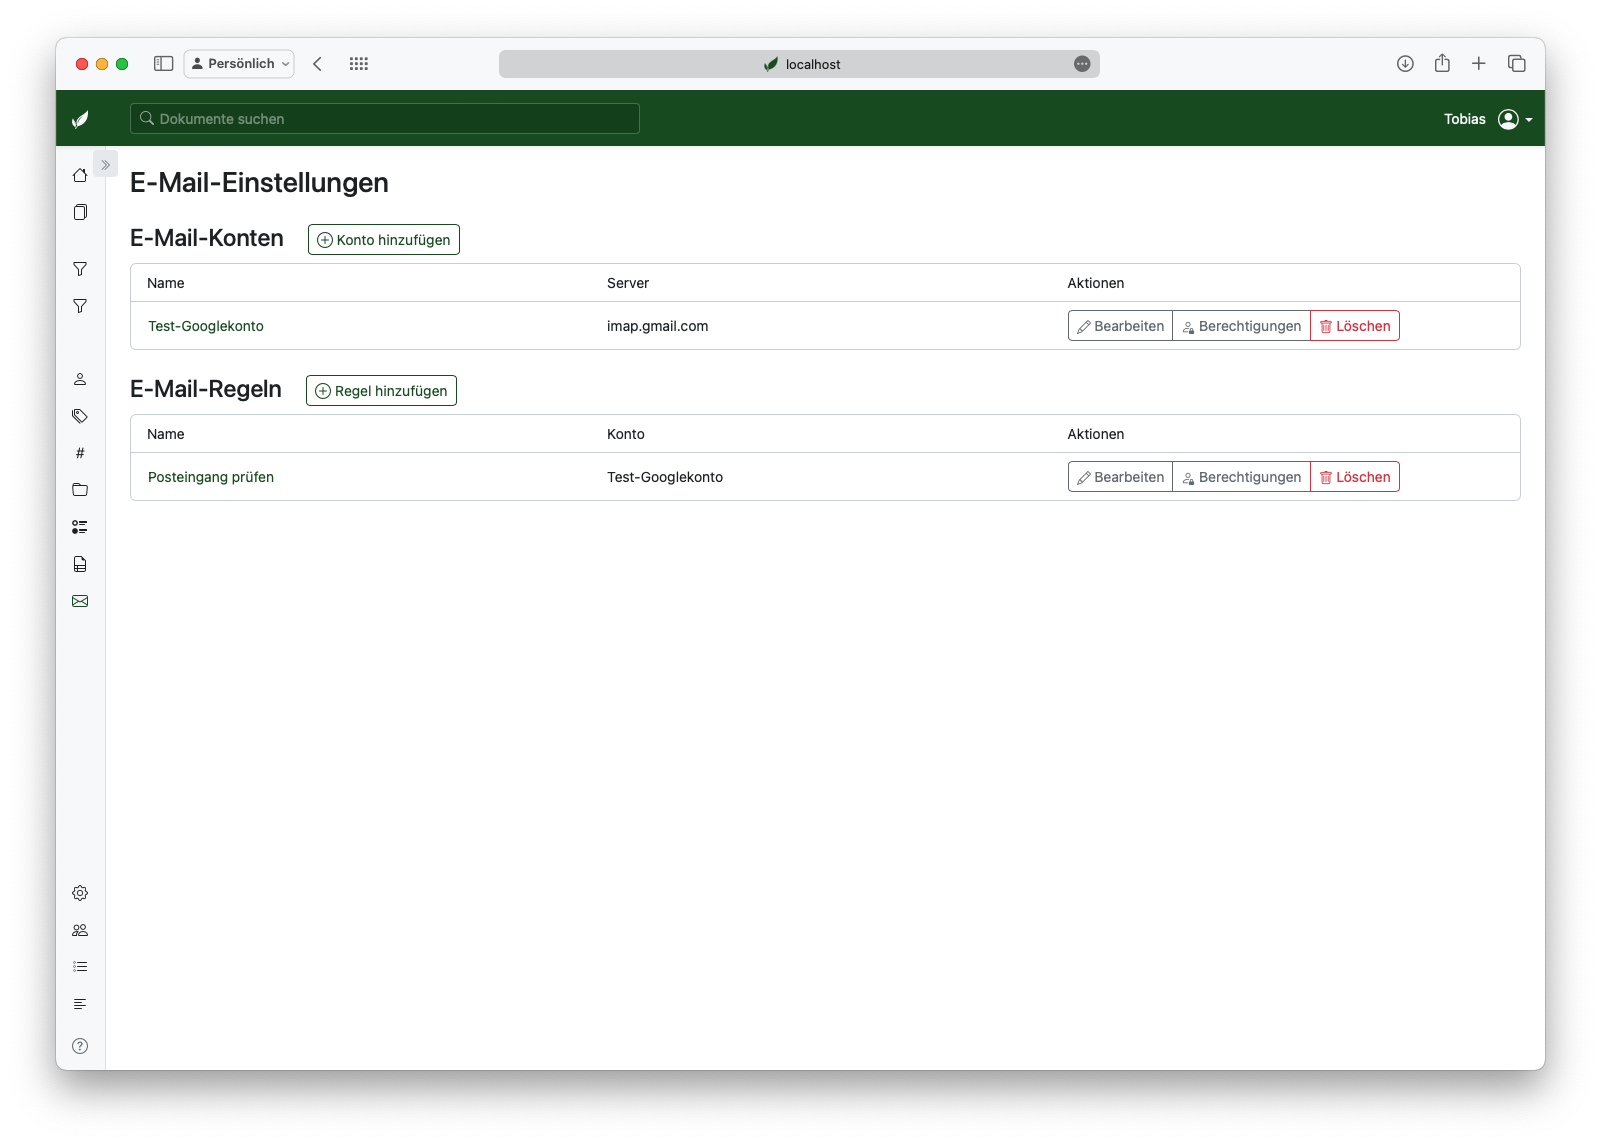 Persönlich
localhost
Dokumente suchen
Tobias
E-Mail-Einstellungen
E-Mail-Konten
Konto hinzufügen
Name Server Aktionen
Test-Googlekonto imap.gmail.com Bearbeiten Berechtigungen Löschen
E-Mail-Regeln
Regel hinzufügen
Name Konto Aktionen
Posteingang prüfen Test-Googlekonto Bearbeiten Berechtigungen Löschen